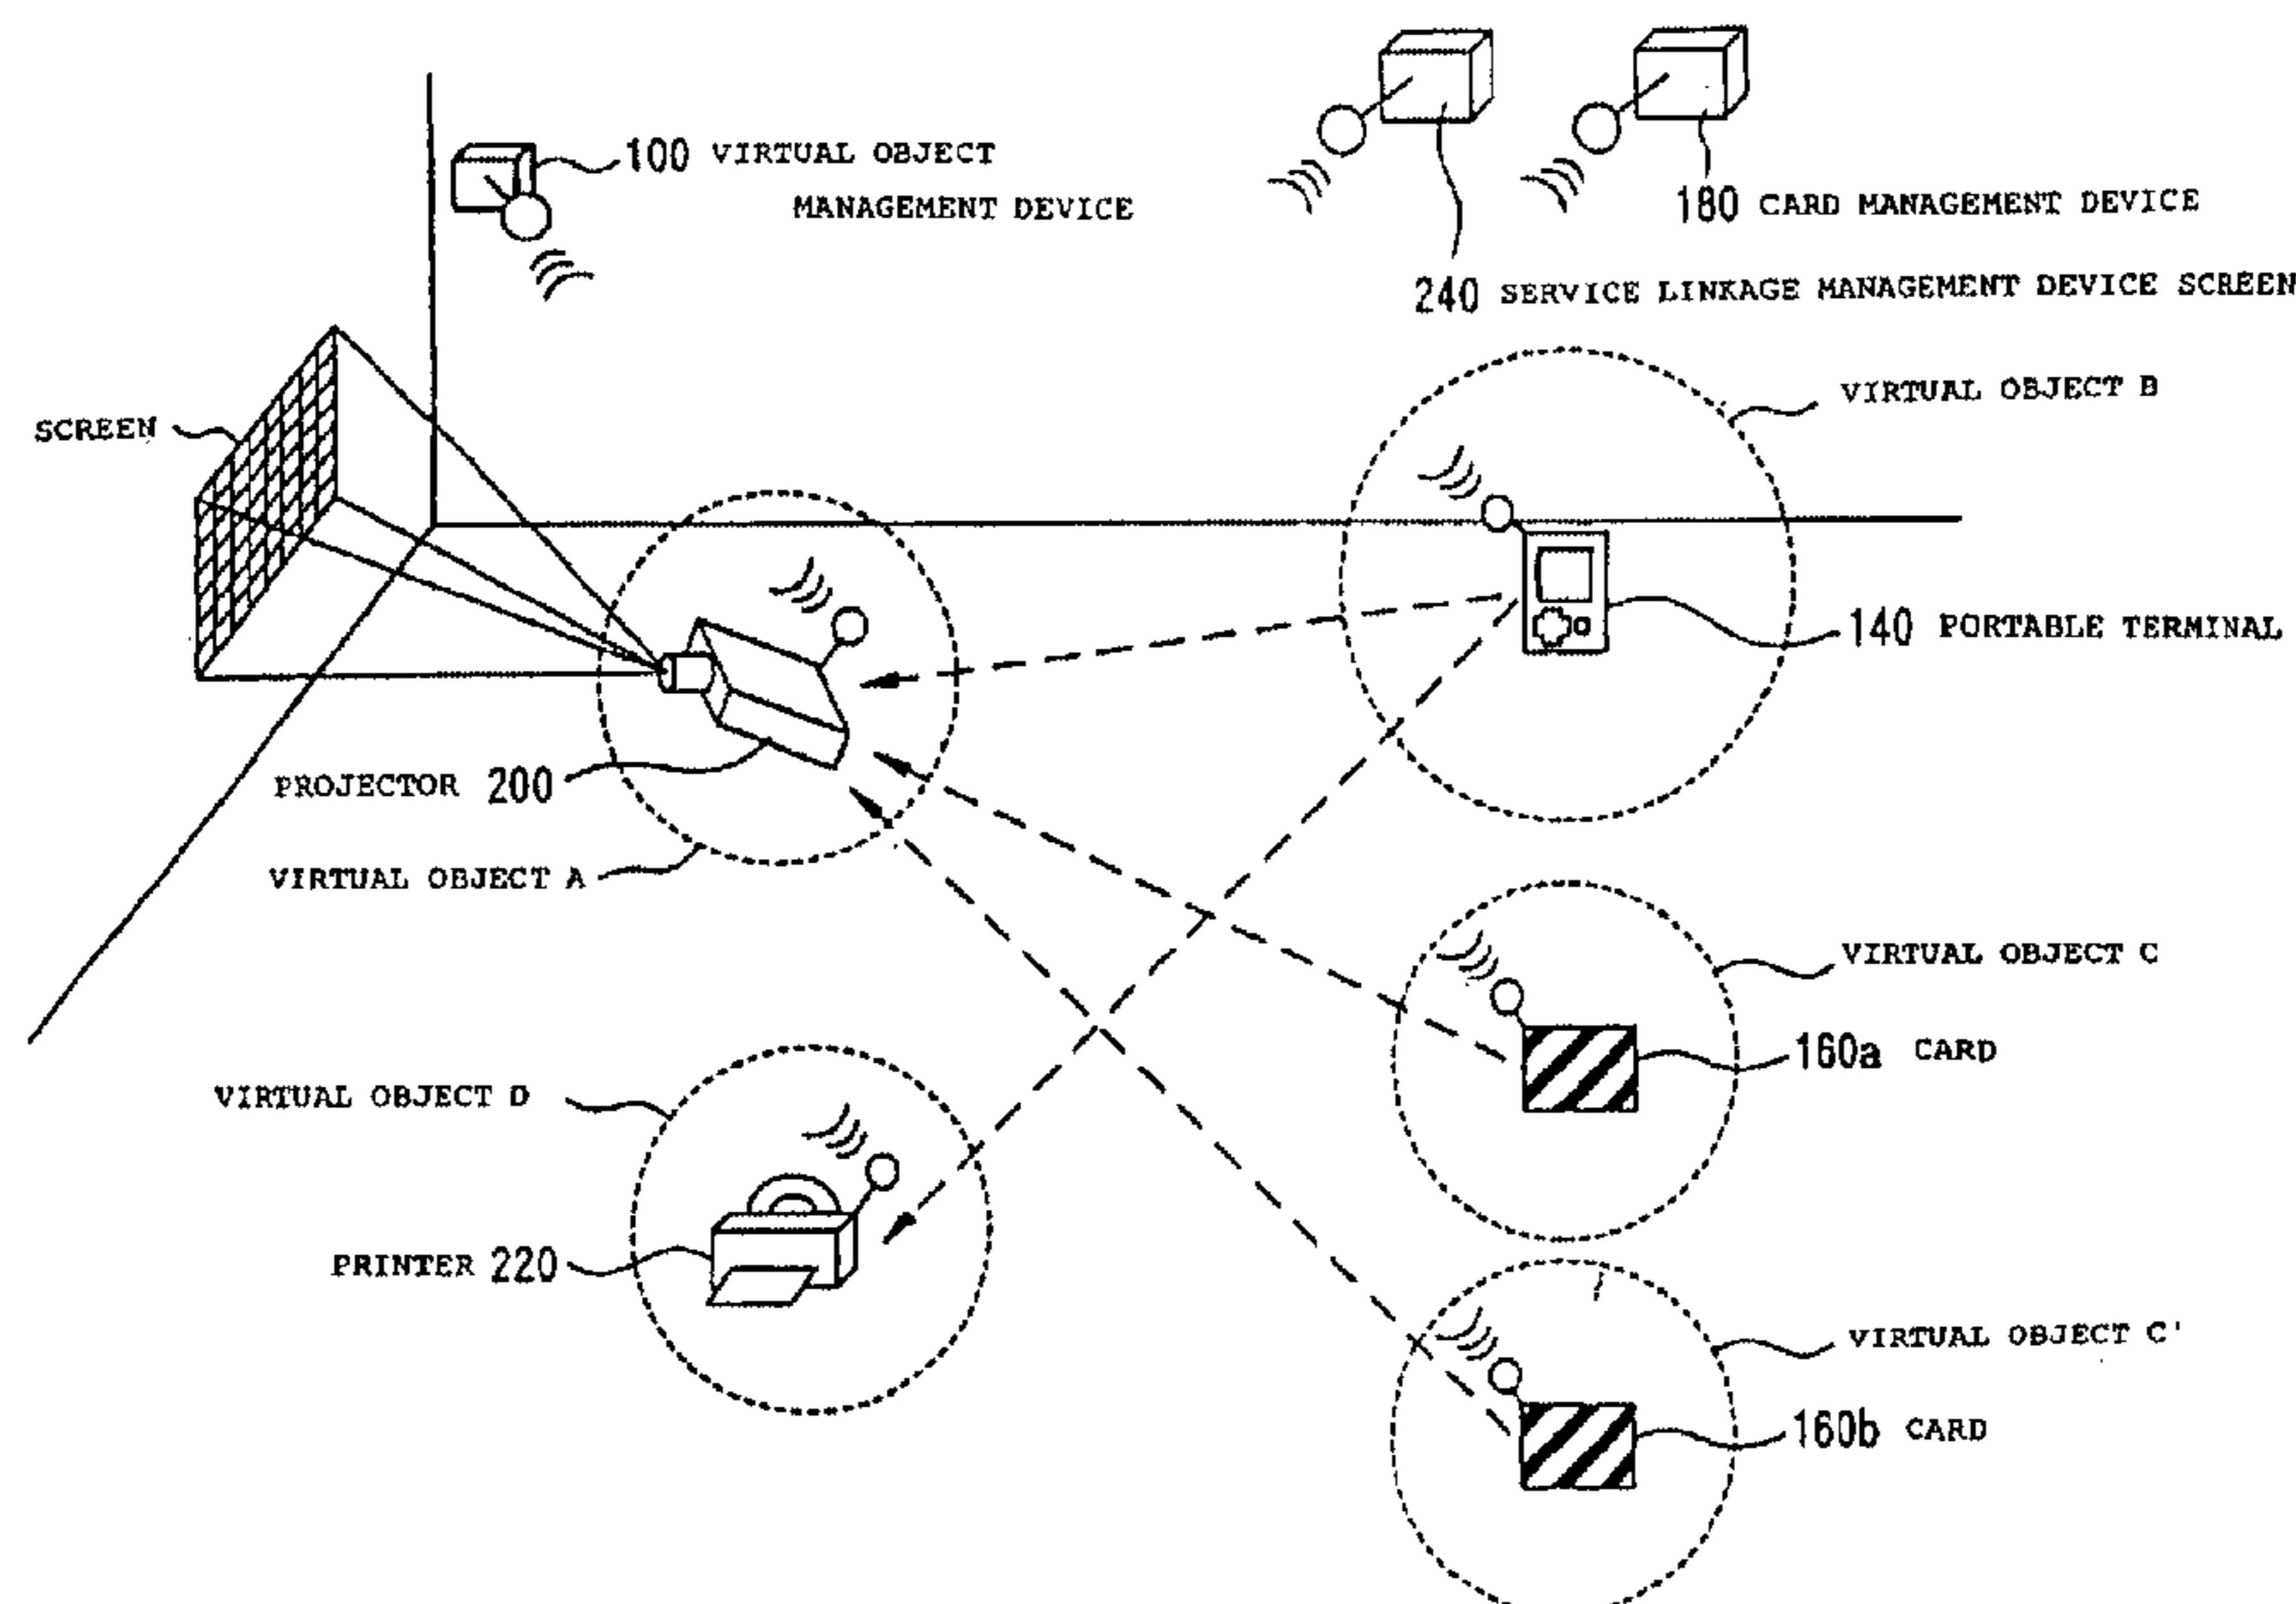 100 VIRTUAL OBJECT
MANAGEMENT DEVICE
180 CARD MANAGEMENT DEVICE
240 SERVICE LINKAGE MANAGEMENT DEVICE SCREEN
VIRTUAL OBJECT B
SCREEN
140 PORTABLE TERMINAL
PROJECTOR 200
VIRTUAL OBJECT A
VIRTUAL OBJECT C
160a CARD
VIRTUAL OBJECT D
PRINTER 220
VIRTUAL OBJECT C'
160b CARD